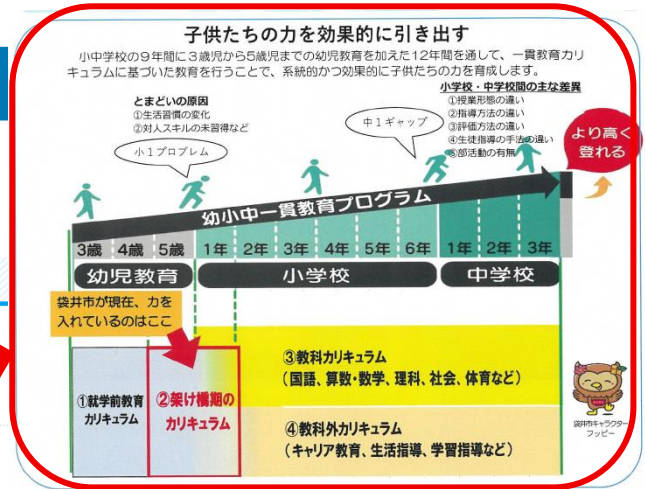 子供たちの力を効果的に引き出す
小中学校の9年間に3歳児から5歳児までの幼児教育を加えた12年間を通して、一貫教育カリ
キュラムに基づいた教育を行うことで、系統的かつ効果的に子供たちの力を育成します。
とまどいの原因
①生活習慣の変化
②対人スキルの未習得など
小1プロブレム
小学校・中学校間の主な差異
①授業形態の違い
②指導方法の違い
③評価方法の違い
④生徒指導の手法の違い
⑤部活動の有無
中1ギャップ
より高く
登れる
幼小中一貫教育プログラム
3歳 4歳 5歳 1年 2年 3年 4年 5年 6年 1年 2年 3年
幼児教育 小学校 中学校
袋井市が現在、力を
入れているのはここ
①就学前教育
カリキュラム
②架け橋期の
カリキュラム
③教科カリキュラム
（国語、算数・数学、理科、社会、体育など）
④教科外カリキュラム
（キャリア教育、生活指導、学習指導など）
袋井市キャラクター
フッピー